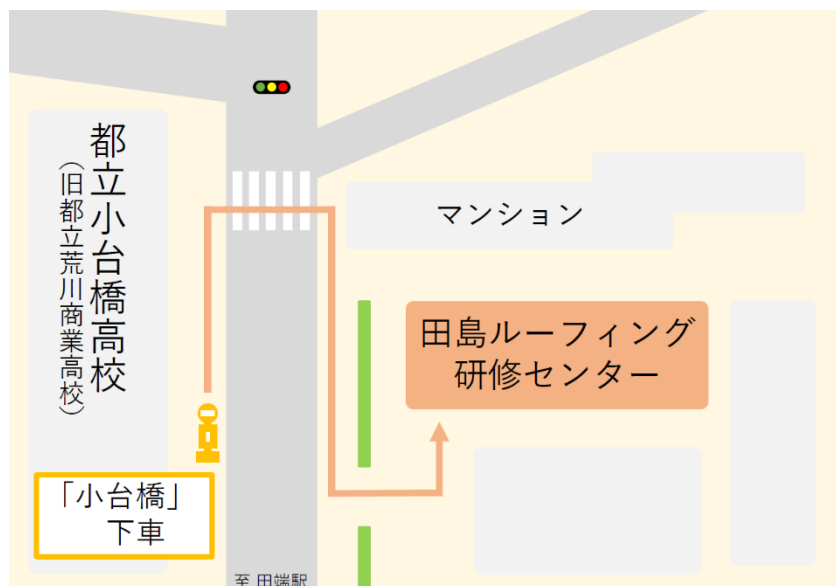 都立小台橋高校
（旧都立荒川商業高校）
マンション
田島ルーフィング
研修センター
「小台橋」
下車
至 田端駅